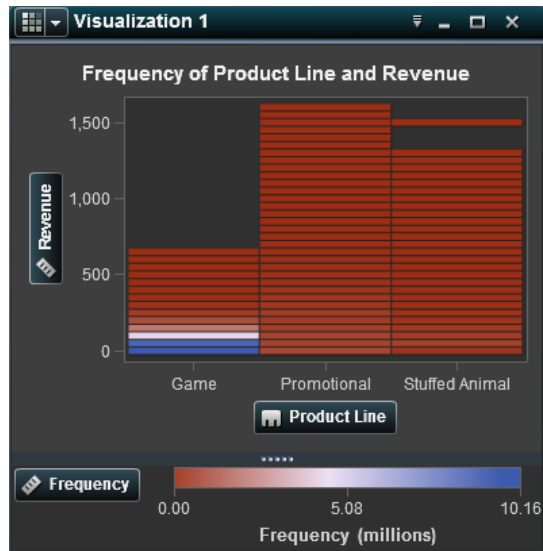 Visualization 1
Frequency of Product Line and Revenue
1,500
1,000
500
0
Revenue
Game Promotional Stuffed Animal
Product Line
Frequency
0.00 5.08 10.16
Frequency (millions)